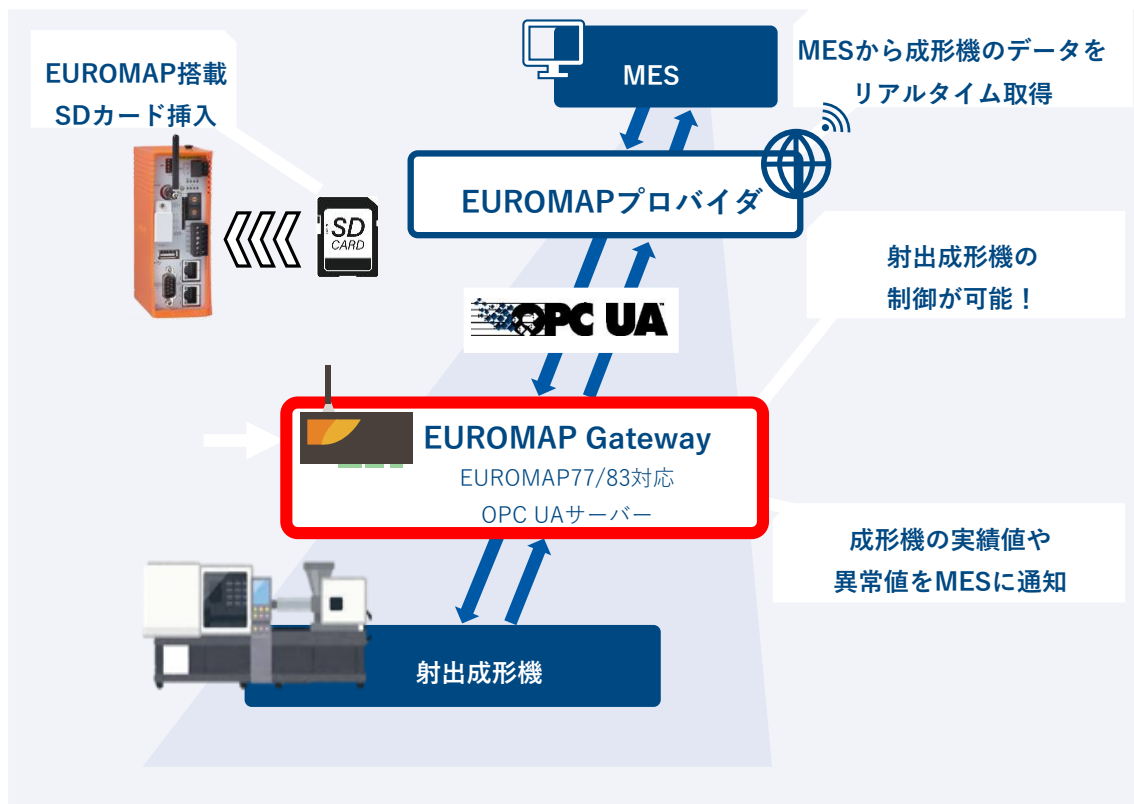 EUROMAP搭載
SDカード挿入
SD
CARD
MES
MESから成形機のデータを
リアルタイム取得
EUROMAPプロバイダ
射出成形機の
制御が可能！
OPC UA
EUROMAP Gateway
EUROMAP77/83対応
OPC UAサーバー
成形機の実績値や
異常値をMESに通知
射出成形機